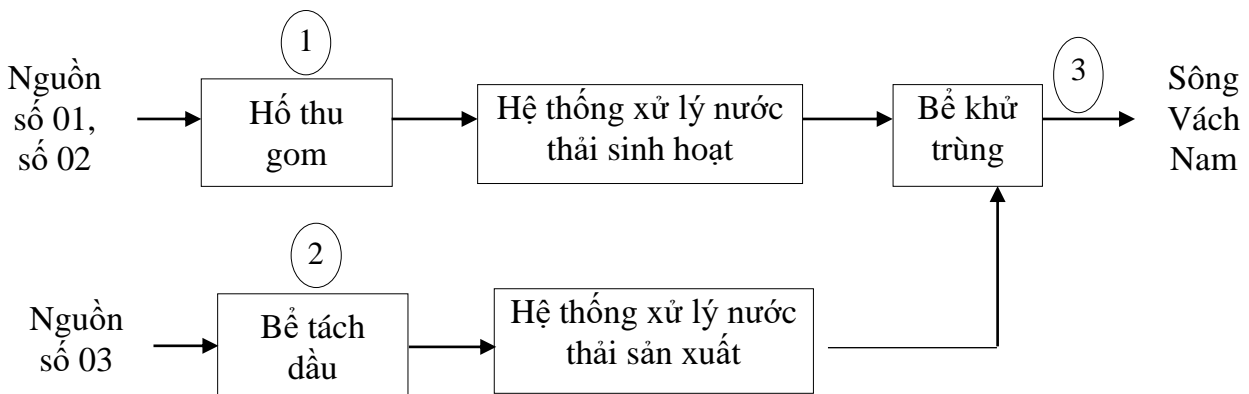 1
Nguồn
số 01,
số 02
Hố thu
gom
Hệ thống xử lý nước
thải sinh hoạt
Bể khử
trùng
3
Sông
Vách
Nam
2
Nguồn
số 03
Bể tách
dầu
Hệ thống xử lý nước
thải sản xuất